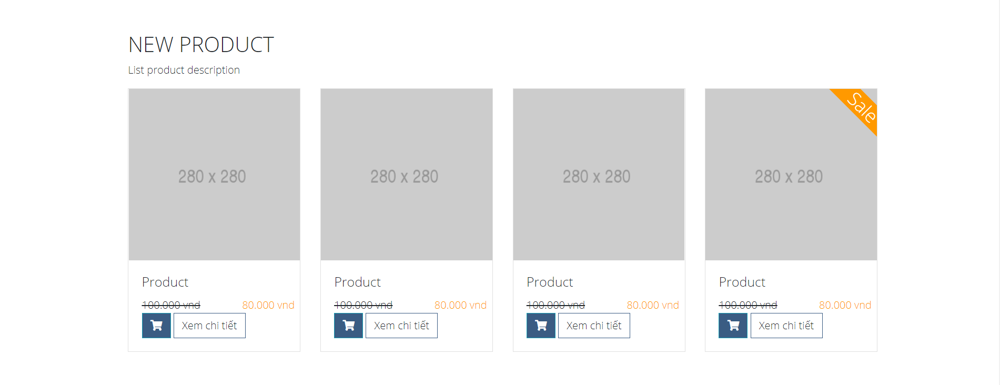 NEW PRODUCT
List product description
280 x 280
280 x 280
280 x 280
Sale
280 x 280
Product
100.000 vnd 80.000 vnd
Xem chi tiết
Product
100.000 vnd 80.000 vnd
Xem chi tiết
Product
100.000 vnd 80.000 vnd
Xem chi tiết
Product
100.000 vnd 80.000 vnd
Xem chi tiết